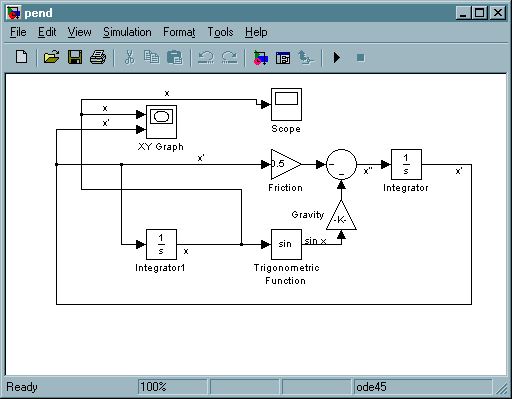 pend
File Edit View Simulation Format Tools Help
x
x
x'
XY Graph
Scope
x'
0.5
Friction
x''
1
s
Integrator
x'
Gravity
-K-
1
s
Integrator1
x
sin
sin x
Trigonometric
Function
Ready 100% ode45